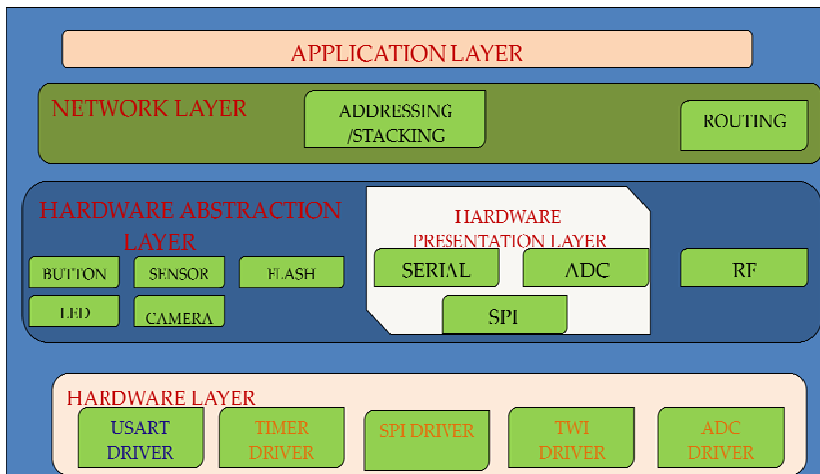 APPLICATION LAYER
NETWORK LAYER
ADDRESSING
/STACKING
ROUTING
HARDWARE ABSTRACTION
LAYER
HARDWARE
PRESENTATION LAYER
BUTTON
SENSOR
FLASH
SERIAL
ADC
RF
LED
CAMERA
SPI
HARDWARE LAYER
USART
DRIVER
TIMER
DRIVER
SPI DRIVER
TWI
DRIVER
ADC
DRIVER